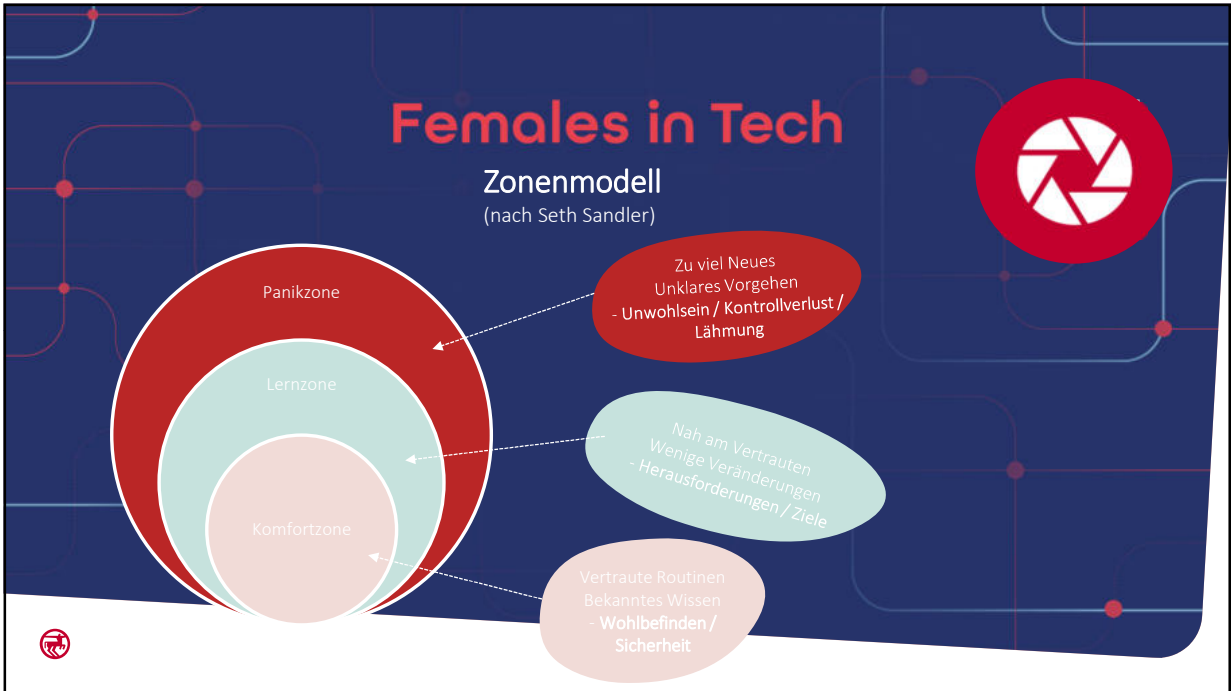 Females in Tech
Zonenmodell
(nach Seth Sandler)
Panikzone
Lernzone
Komfortzone
Zu viel Neues
Unklares Vorgehen
- Unwohlsein / Kontrollverlust /
Lähmung
Nah am Vertrauten
Wenige Veränderungen
- Herausforderungen / Ziele
Vertraute Routinen
Bekanntes Wissen
- Wohlbefinden /
Sicherheit